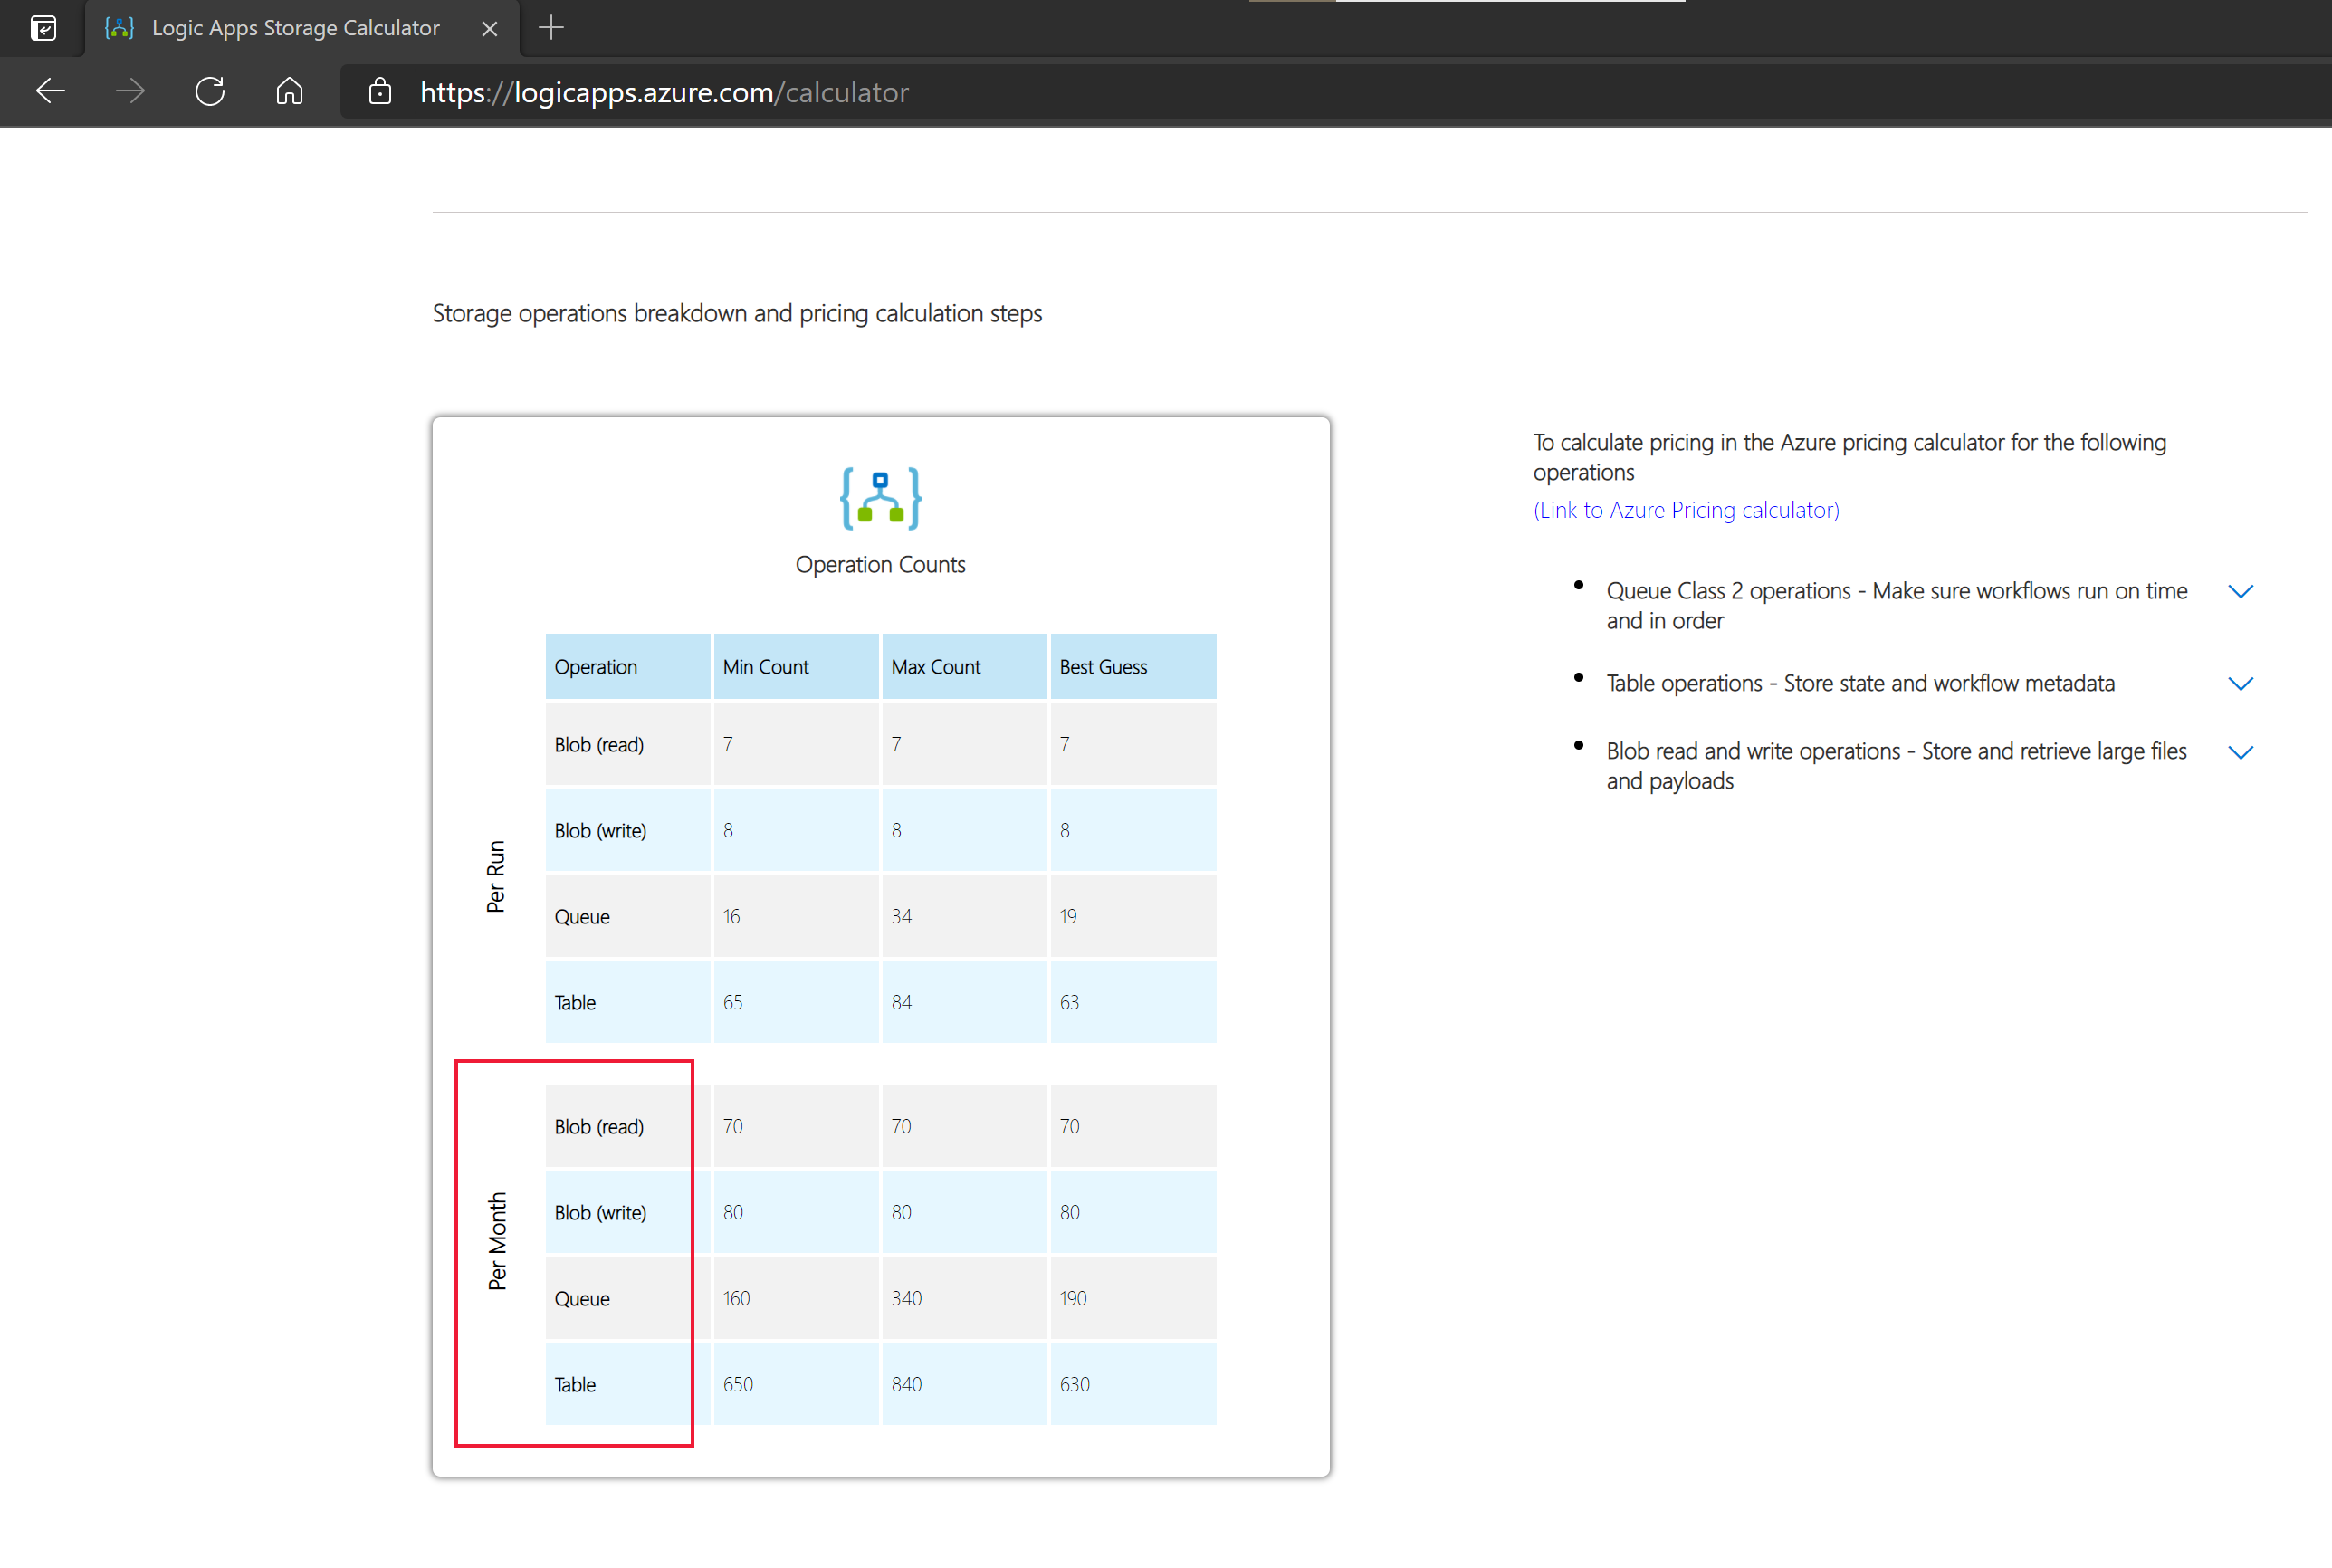 Logic Apps Storage Calculator
https://logicapps.azure.com/calculator
Storage operations breakdown and pricing calculation steps
Operation Counts
Operation Min Count Max Count Best Guess
Per Run
Blob (read) 7 7 7
Blob (write) 8 8 8
Queue 16 34 19
Table 65 84 63
Per Month
Blob (read) 70 70 70
Blob (write) 80 80 80
Queue 160 340 190
Table 650 840 630
To calculate pricing in the Azure pricing calculator for the following
operations
(Link to Azure Pricing calculator)
• Queue Class 2 operations - Make sure workflows run on time
and in order
• Table operations - Store state and workflow metadata
• Blob read and write operations - Store and retrieve large files
and payloads